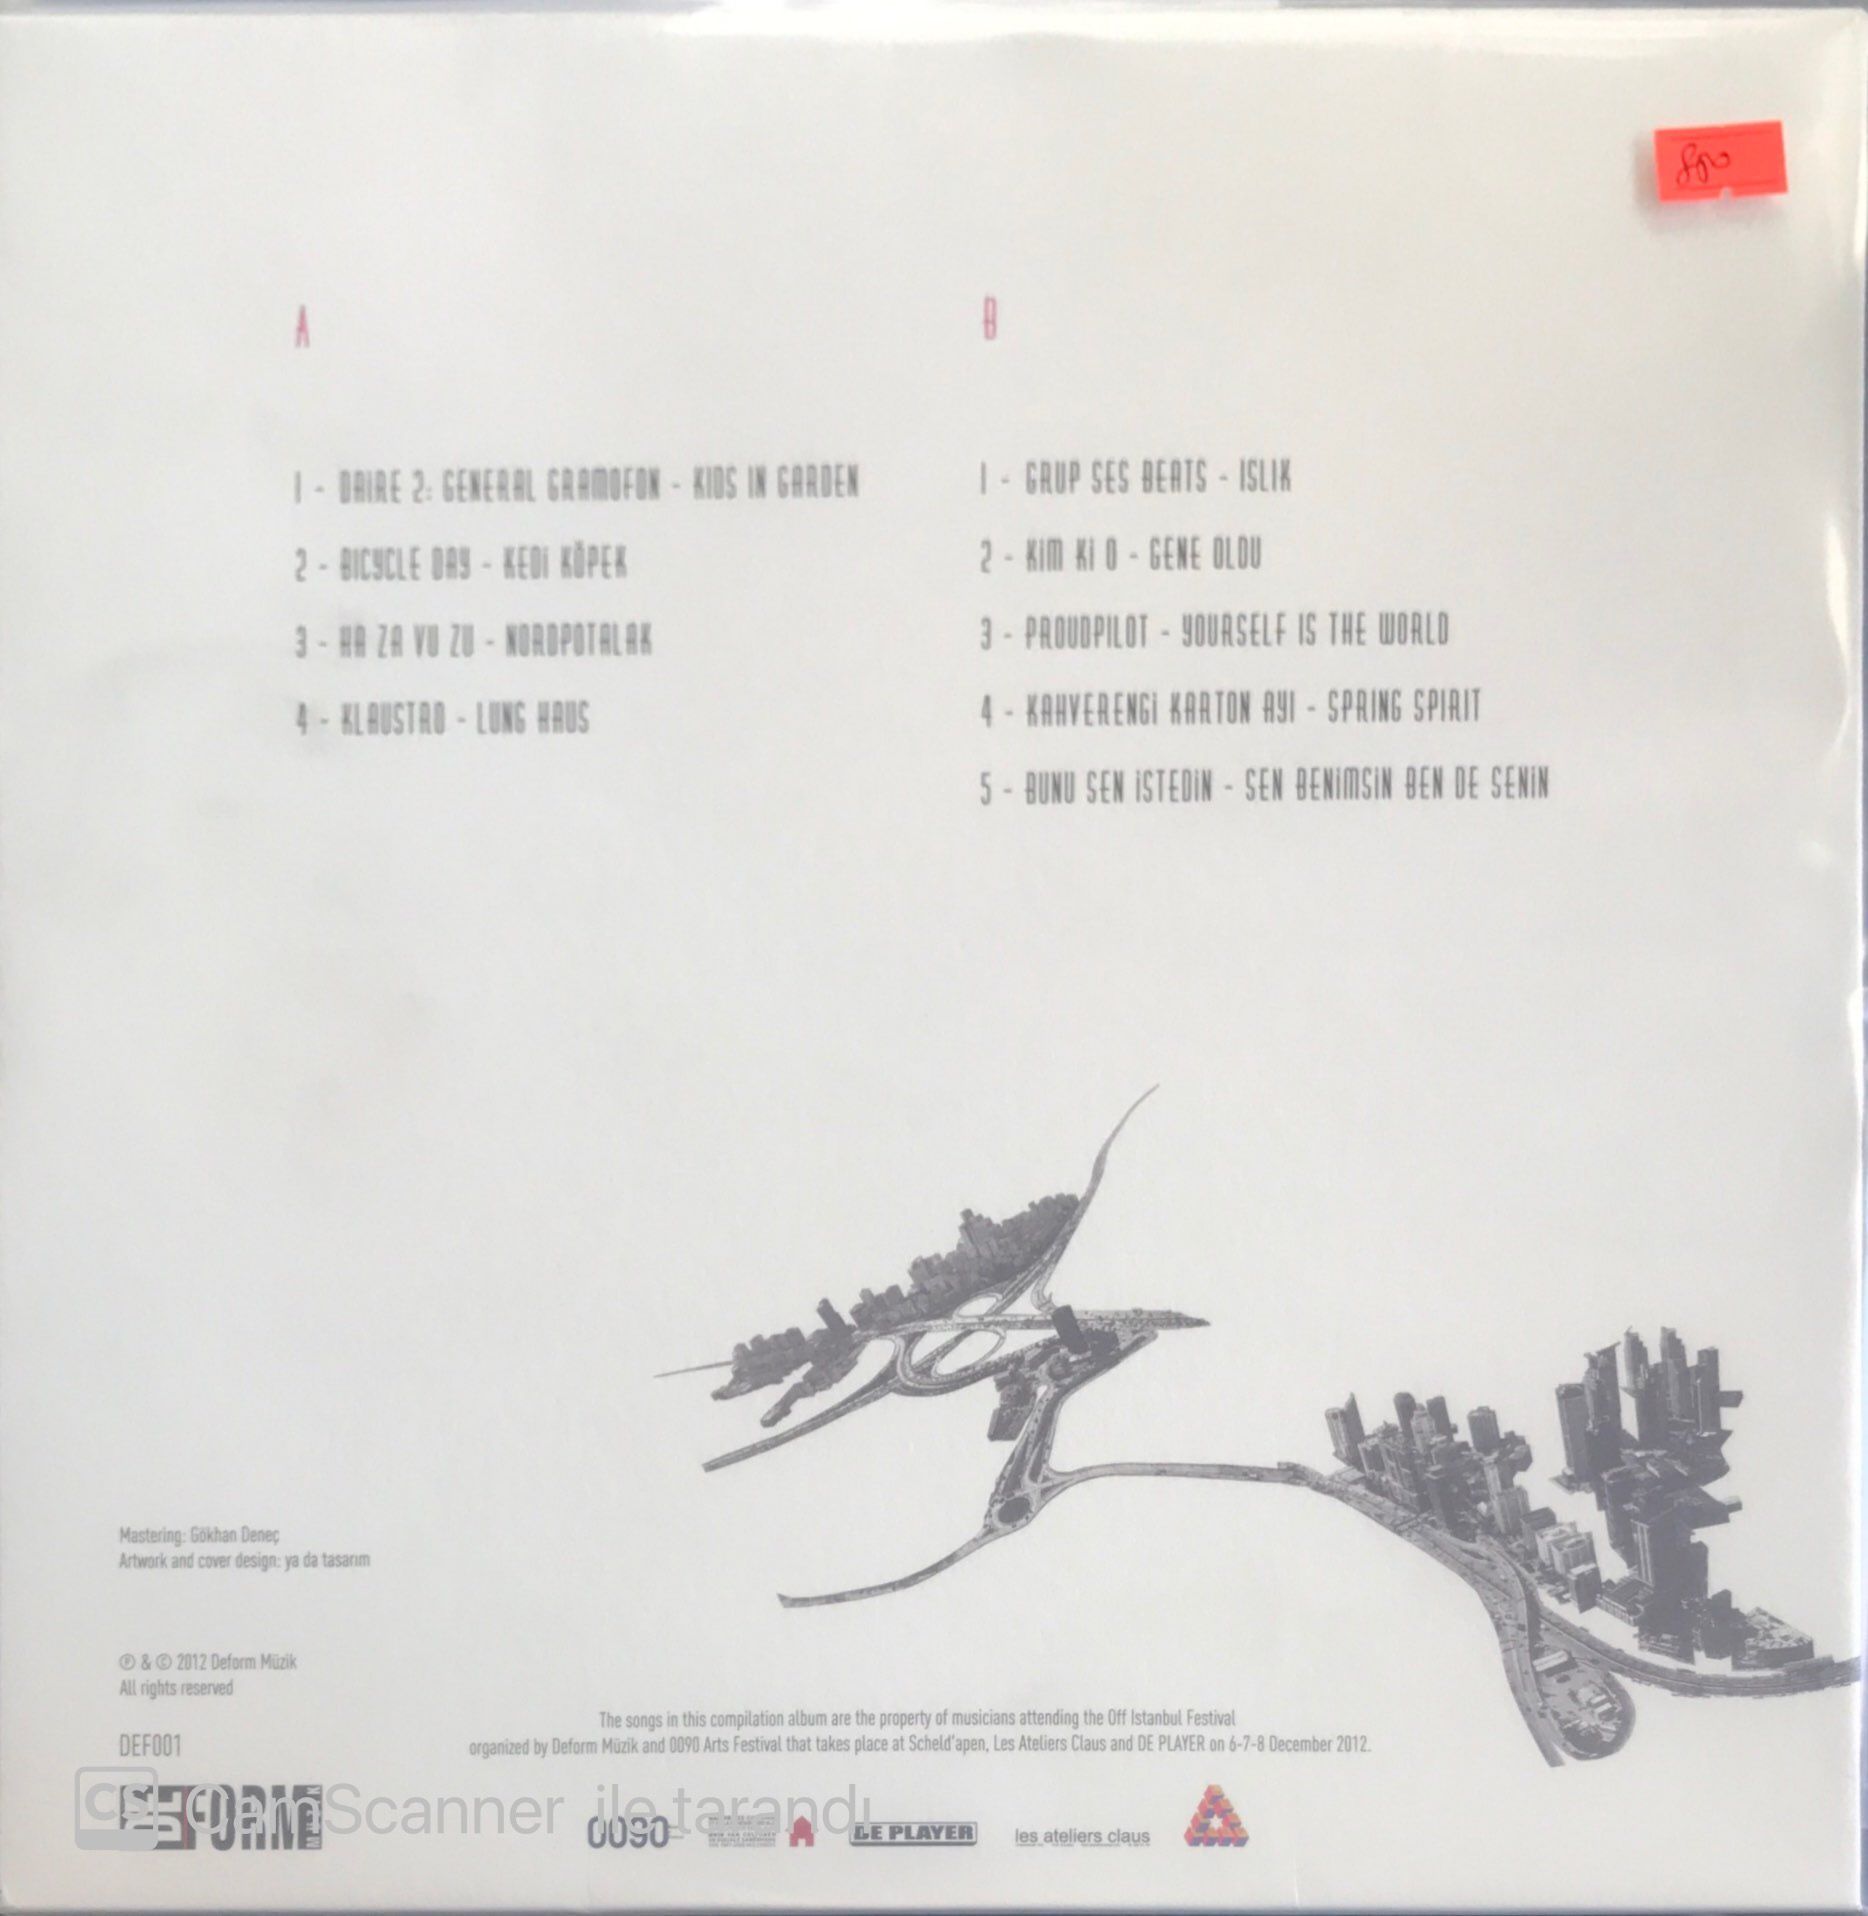 800
A
1 - DAIRE 2: GENERAL GRAMOFON - KIDS IN GARDEN
2 - BICYCLE DAY - KEDİ KÖPEK
3 - HA ZA VU ZU - NORDPOTALAK
4 - KLAUSTRO - LUNG HAUS
B
1 - GRUP SES BEATS - ISLIK
2 - KİM Kİ O - GENE OLDU
3 - PROUDPILOT - YOURSELF IS THE WORLD
4 - KAHVERENGİ KARTON AYI - SPRING SPIRIT
5 - BUNU SEN İSTEDİN - SEN BENİMSİN BEN DE SENİN
Mastering: Gökhan Deneç
Artwork and cover design: ya da tasarım
℗ & © 2012 Deform Müzik
All rights reserved
DEF001
The songs in this compilation album are the property of musicians attending the Off Istanbul Festival
organized by Deform Müzik and 0090 Arts Festival that takes place at Scheld'apen, Les Ateliers Claus and DE PLAYER on 6-7-8 December 2012.
DEFORM MÜZİK
CS CamScanner ile tarandı
0090
DE PLAYER
les ateliers claus